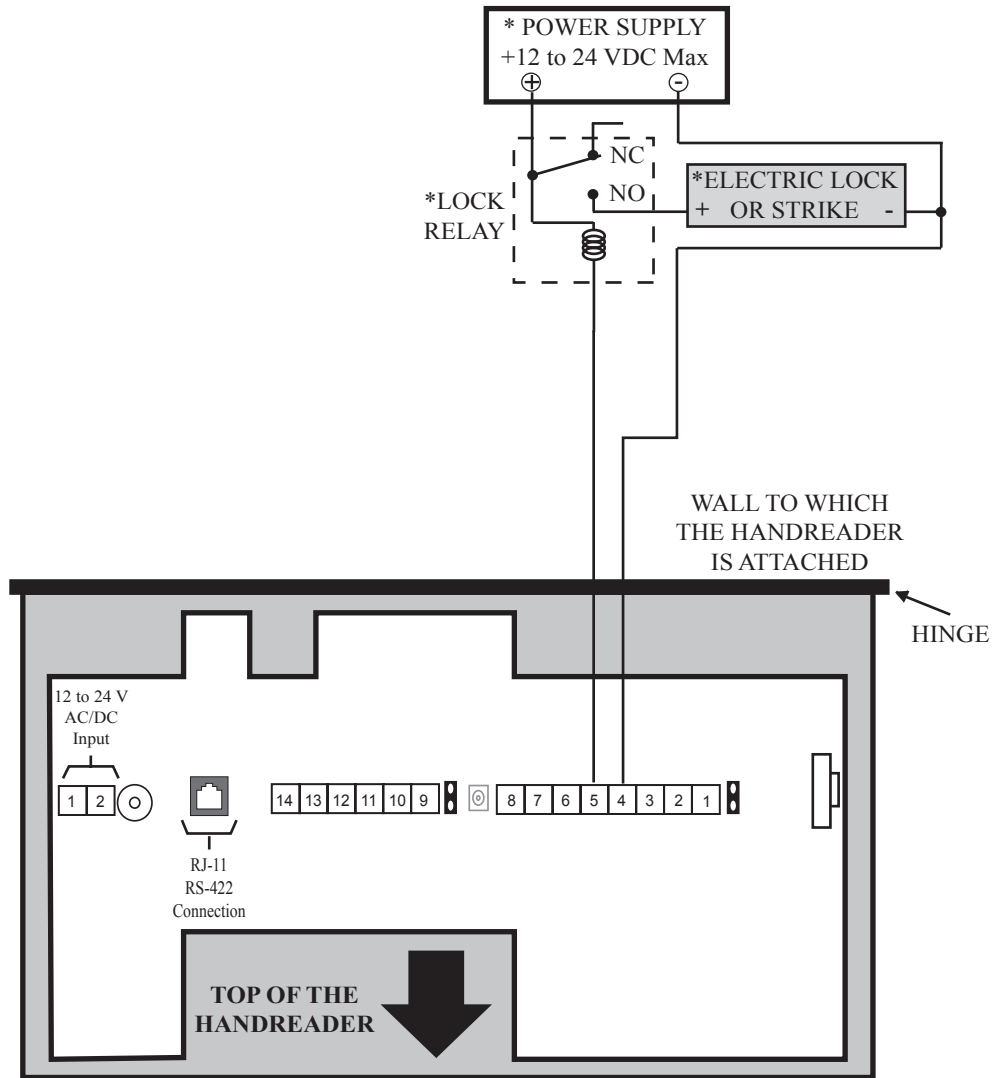 * POWER SUPPLY
+12 to 24 VDC Max
+
-
NC
NO
*LOCK
RELAY
*ELECTRIC LOCK
+ OR STRIKE -
WALL TO WHICH
THE HANDREADER
IS ATTACHED
HINGE
12 to 24 V
AC/DC
Input
1 2
14 13 12 11 10 9
8 7 6 5 4 3 2 1
RJ-11
RS-422
Connection
TOP OF THE
HANDREADER